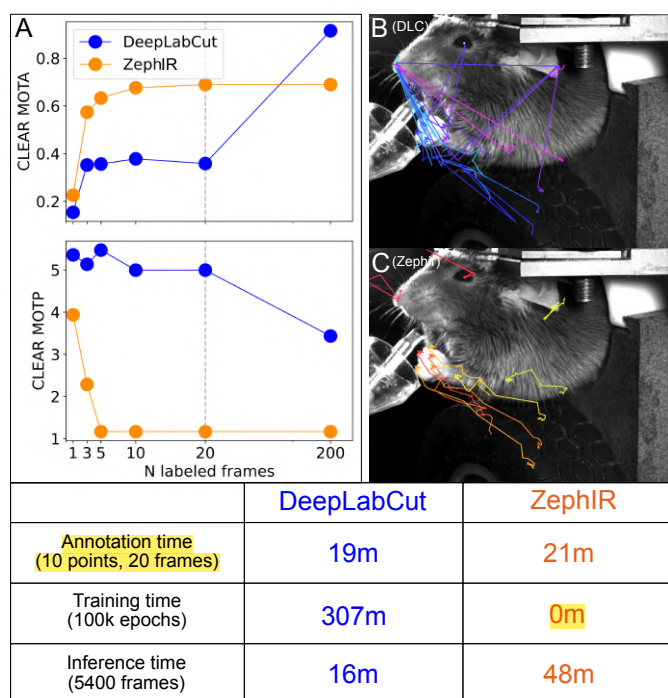 A
DeepLabCut
ZephIR
CLEAR MOTA
0.8
0.6
0.4
0.2
CLEAR MOTP
5
4
3
2
1
1 3 5 10 20 200
N labeled frames
B (DLC)
C (Zephir)
DeepLabCut ZephIR
Annotation time
(10 points, 20 frames)
19m 21m
Training time
(100k epochs)
307m 0m
Inference time
(5400 frames)
16m 48m